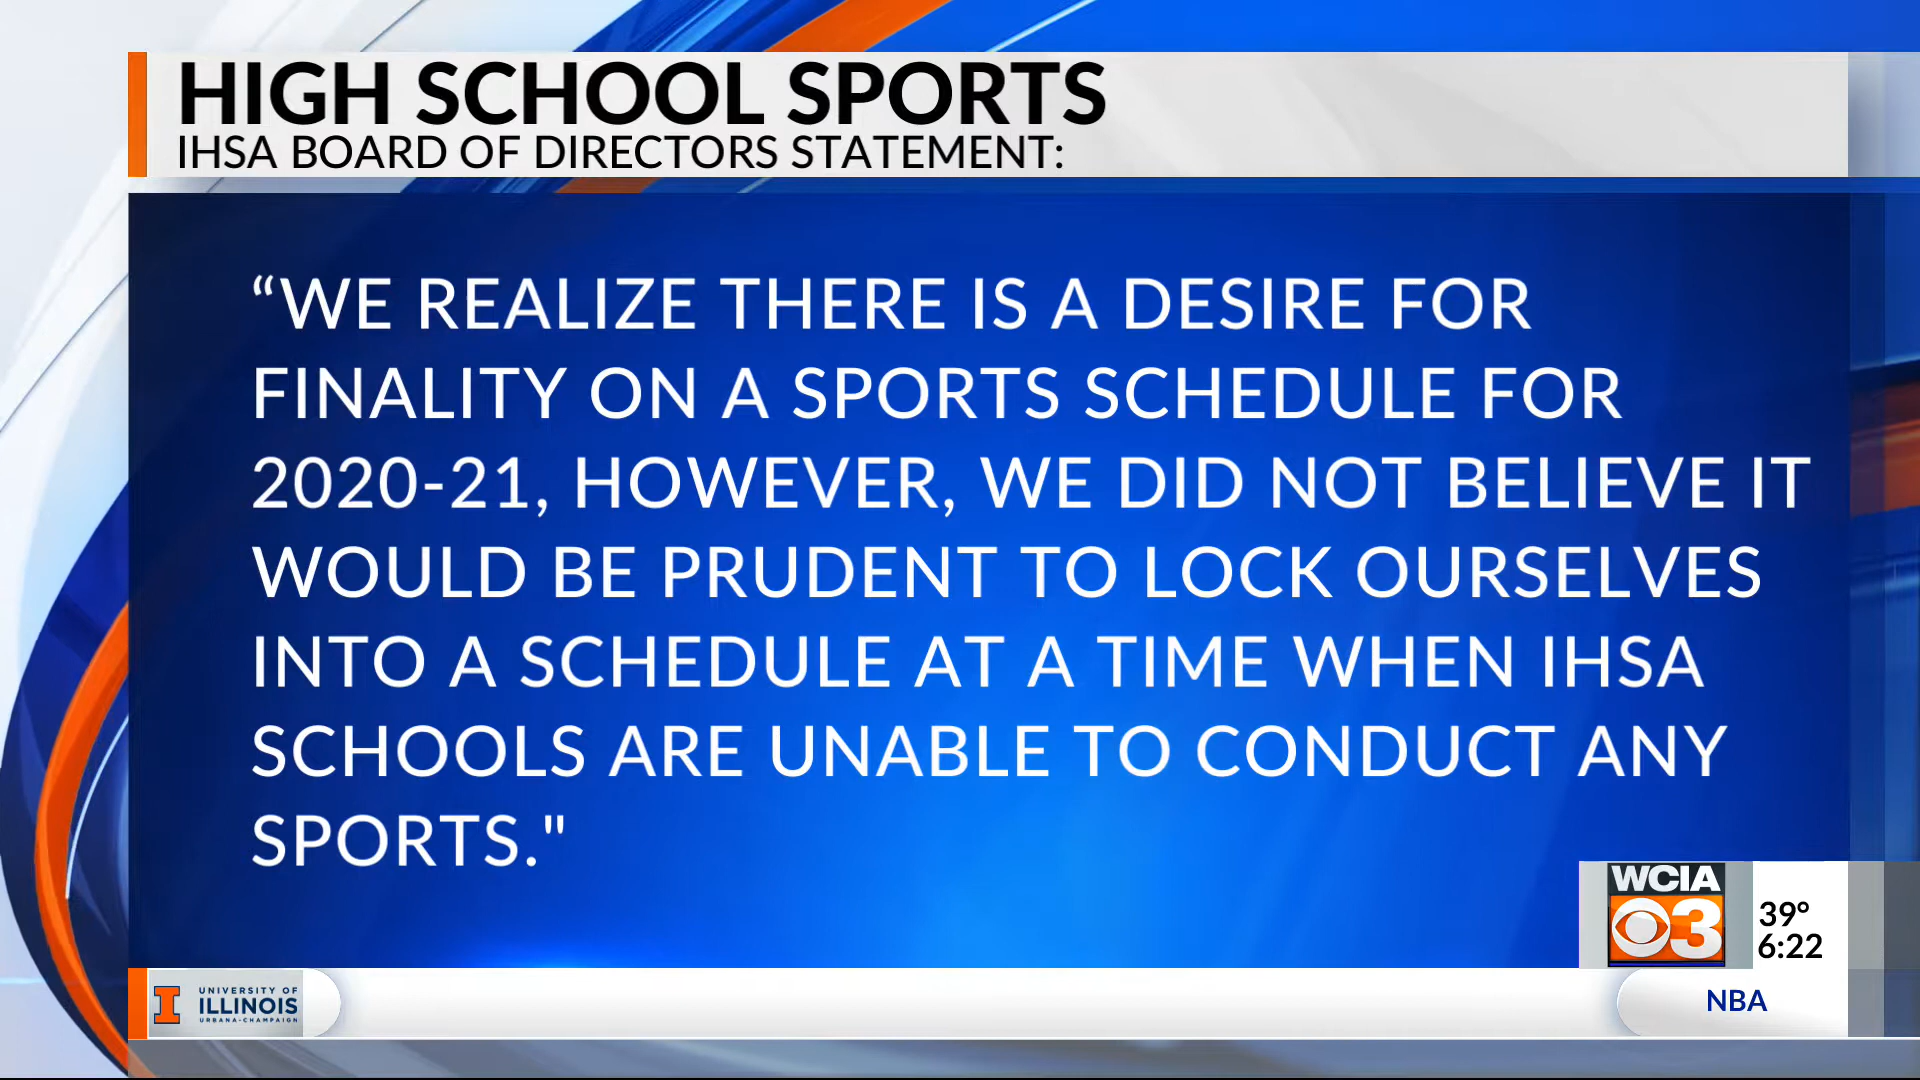 HIGH SCHOOL SPORTS
IHSA BOARD OF DIRECTORS STATEMENT:
“WE REALIZE THERE IS A DESIRE FOR
FINALITY ON A SPORTS SCHEDULE FOR
2020-21, HOWEVER, WE DID NOT BELIEVE IT
WOULD BE PRUDENT TO LOCK OURSELVES
INTO A SCHEDULE AT A TIME WHEN IHSA
SCHOOLS ARE UNABLE TO CONDUCT ANY
SPORTS."
WCIA
3
39°
6:22
I
UNIVERSITY OF
ILLINOIS
URBANA-CHAMPAIGN
NBA